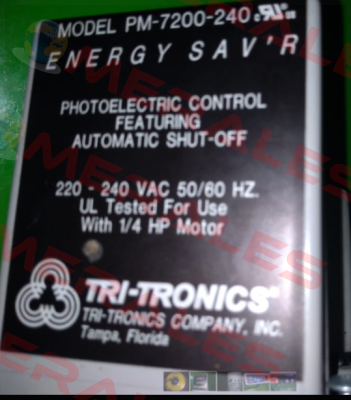 MODEL PM-7200-240
ENERGY SAV'R
PHOTOELECTRIC CONTROL
FEATURING
AUTOMATIC SHUT-OFF
220 - 240 VAC 50/60 HZ.
UL Tested For Use
With 1/4 HP Motor
TRI-TRONICS®
TRI-TRONICS COMPANY, INC.
Tampa, Florida